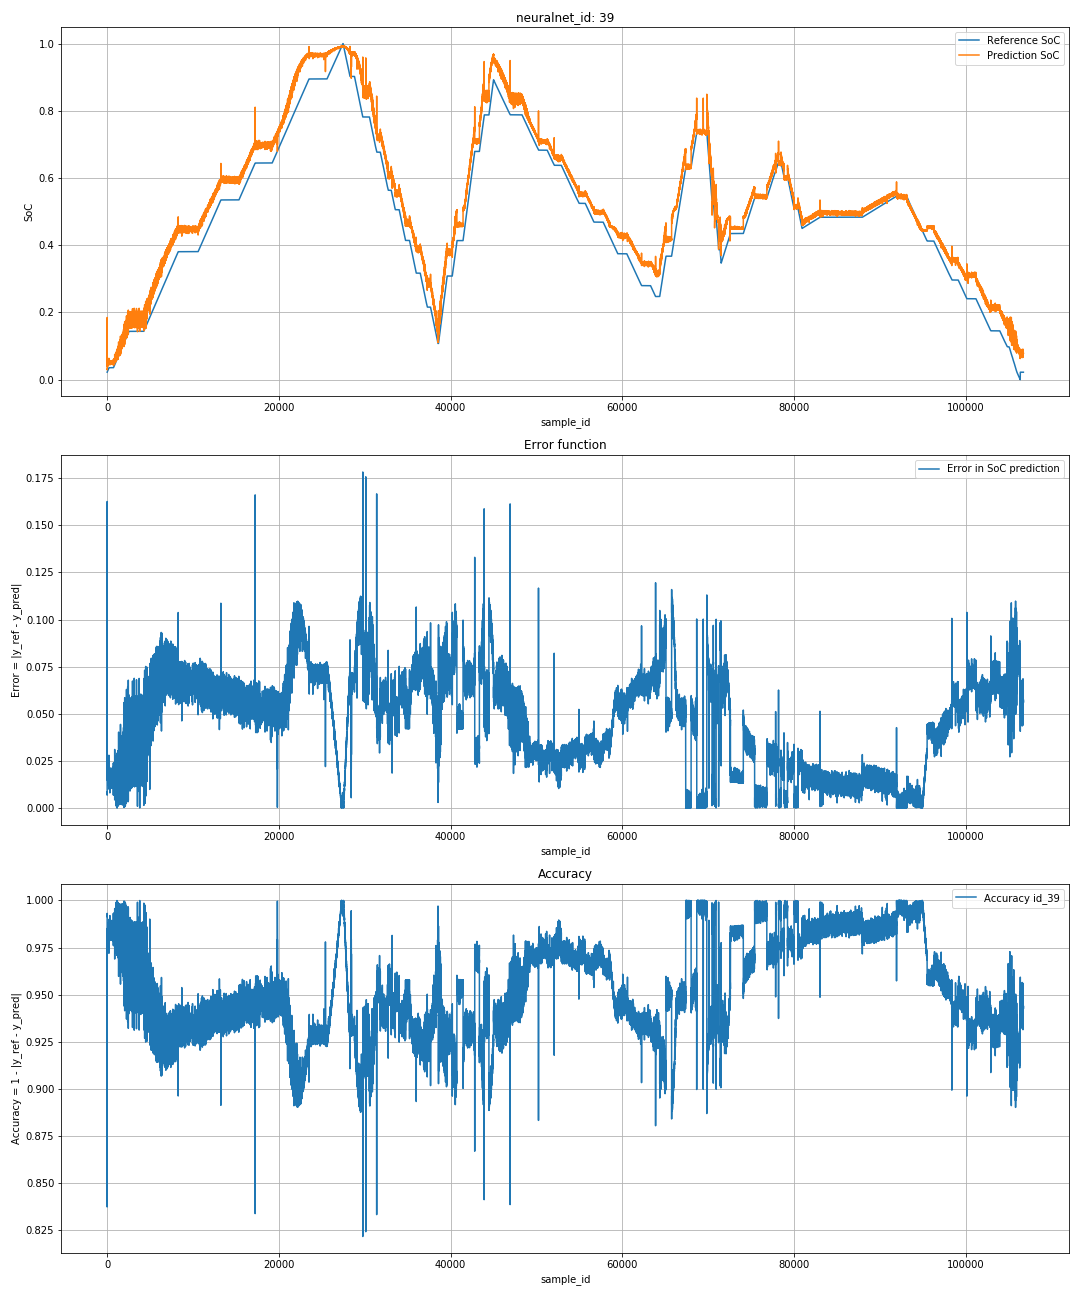 neuralnet_id: 39
1.0
0.8
0.6
0.4
0.2
0.0
SoC
Reference SoC
Prediction SoC
0 20000 40000 60000 80000 100000
sample_id
Error function
0.175
0.150
0.125
0.100
0.075
0.050
0.025
0.000
Error = |y_ref - y_pred|
Error in SoC prediction
0 20000 40000 60000 80000 100000
sample_id
Accuracy
1.000
0.975
0.950
0.925
0.900
0.875
0.850
0.825
Accuracy = 1 - |y_ref - y_pred|
Accuracy id_39
0 20000 40000 60000 80000 100000
sample_id